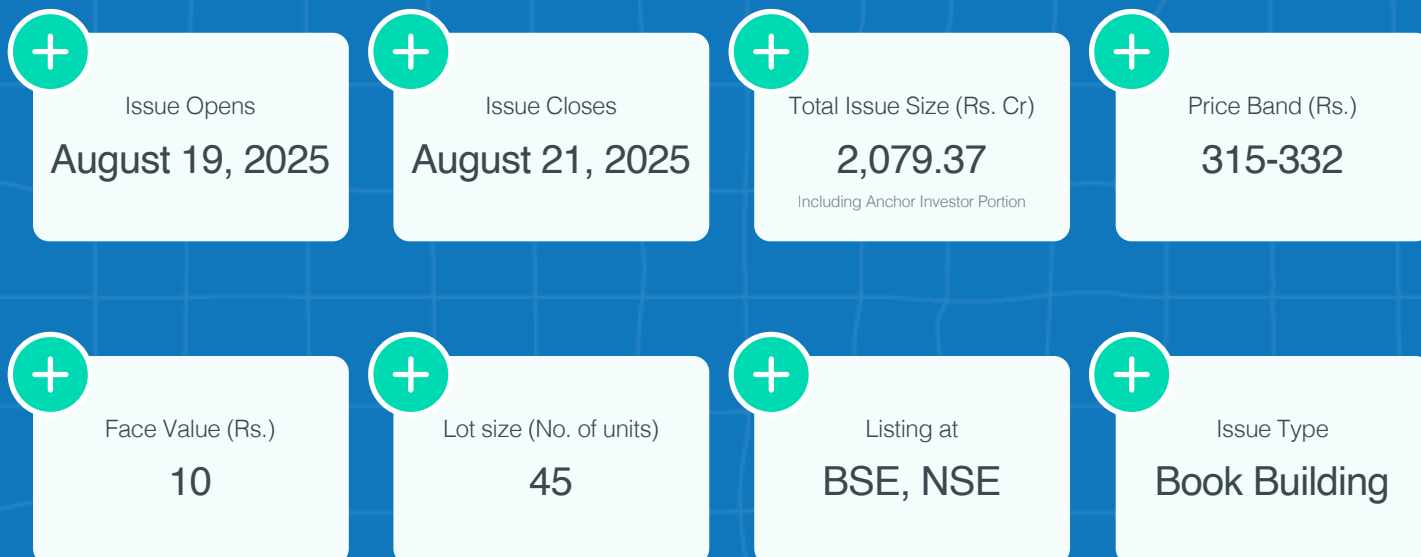 Issue Opens
August 19, 2025
Issue Closes
August 21, 2025
Total Issue Size (Rs. Cr)
2,079.37
Including Anchor Investor Portion
Price Band (Rs.)
315-332
Face Value (Rs.)
10
Lot size (No. of units)
45
Listing at
BSE, NSE
Issue Type
Book Building